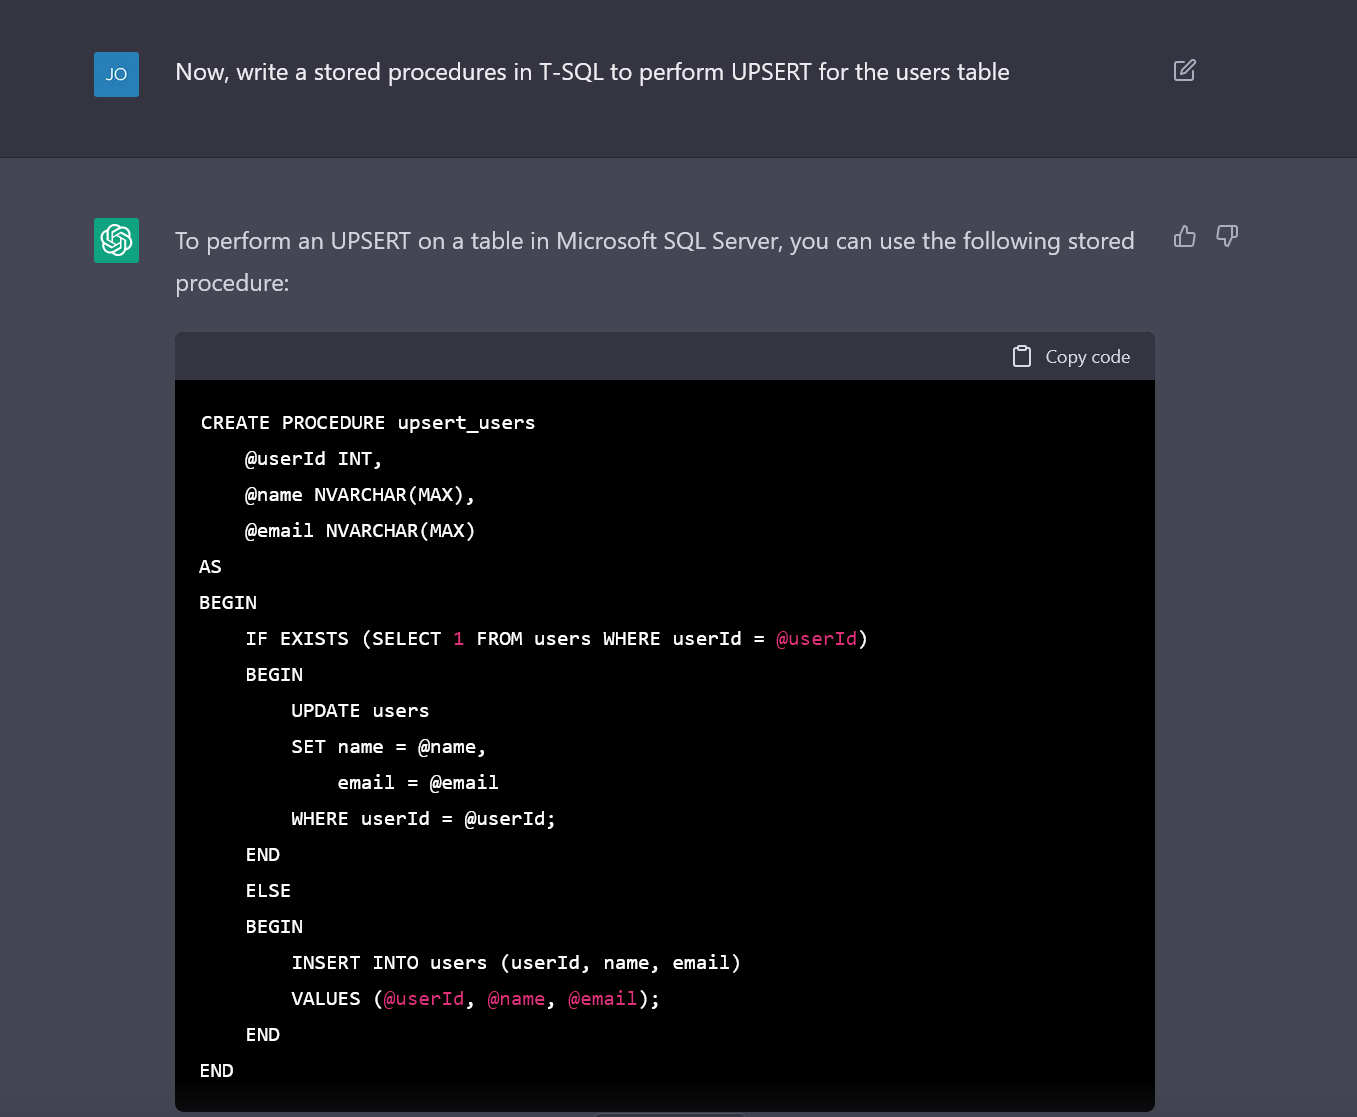 JO
Now, write a stored procedures in T-SQL to perform UPSERT for the users table
To perform an UPSERT on a table in Microsoft SQL Server, you can use the following stored
procedure:
Copy code
CREATE PROCEDURE upsert_users
    @userId INT,
    @name NVARCHAR(MAX),
    @email NVARCHAR(MAX)
AS
BEGIN
    IF EXISTS (SELECT 1 FROM users WHERE userId = @userId)
    BEGIN
        UPDATE users
        SET name = @name,
            email = @email
        WHERE userId = @userId;
    END
    ELSE
    BEGIN
        INSERT INTO users (userId, name, email)
        VALUES (@userId, @name, @email);
    END
END